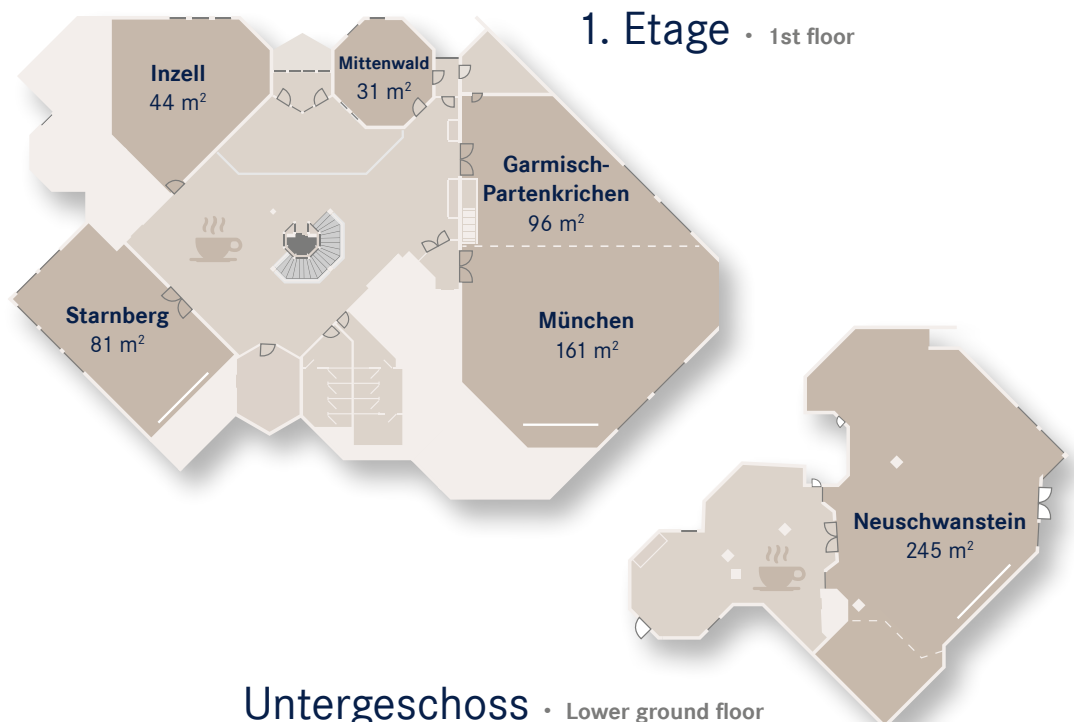 1. Etage · 1st floor
Inzell
44 m²
Mittenwald
31 m²
Garmisch-
Partenkrichen
96 m²
Starnberg
81 m²
München
161 m²
Neuschwanstein
245 m²
Untergeschoss · Lower ground floor